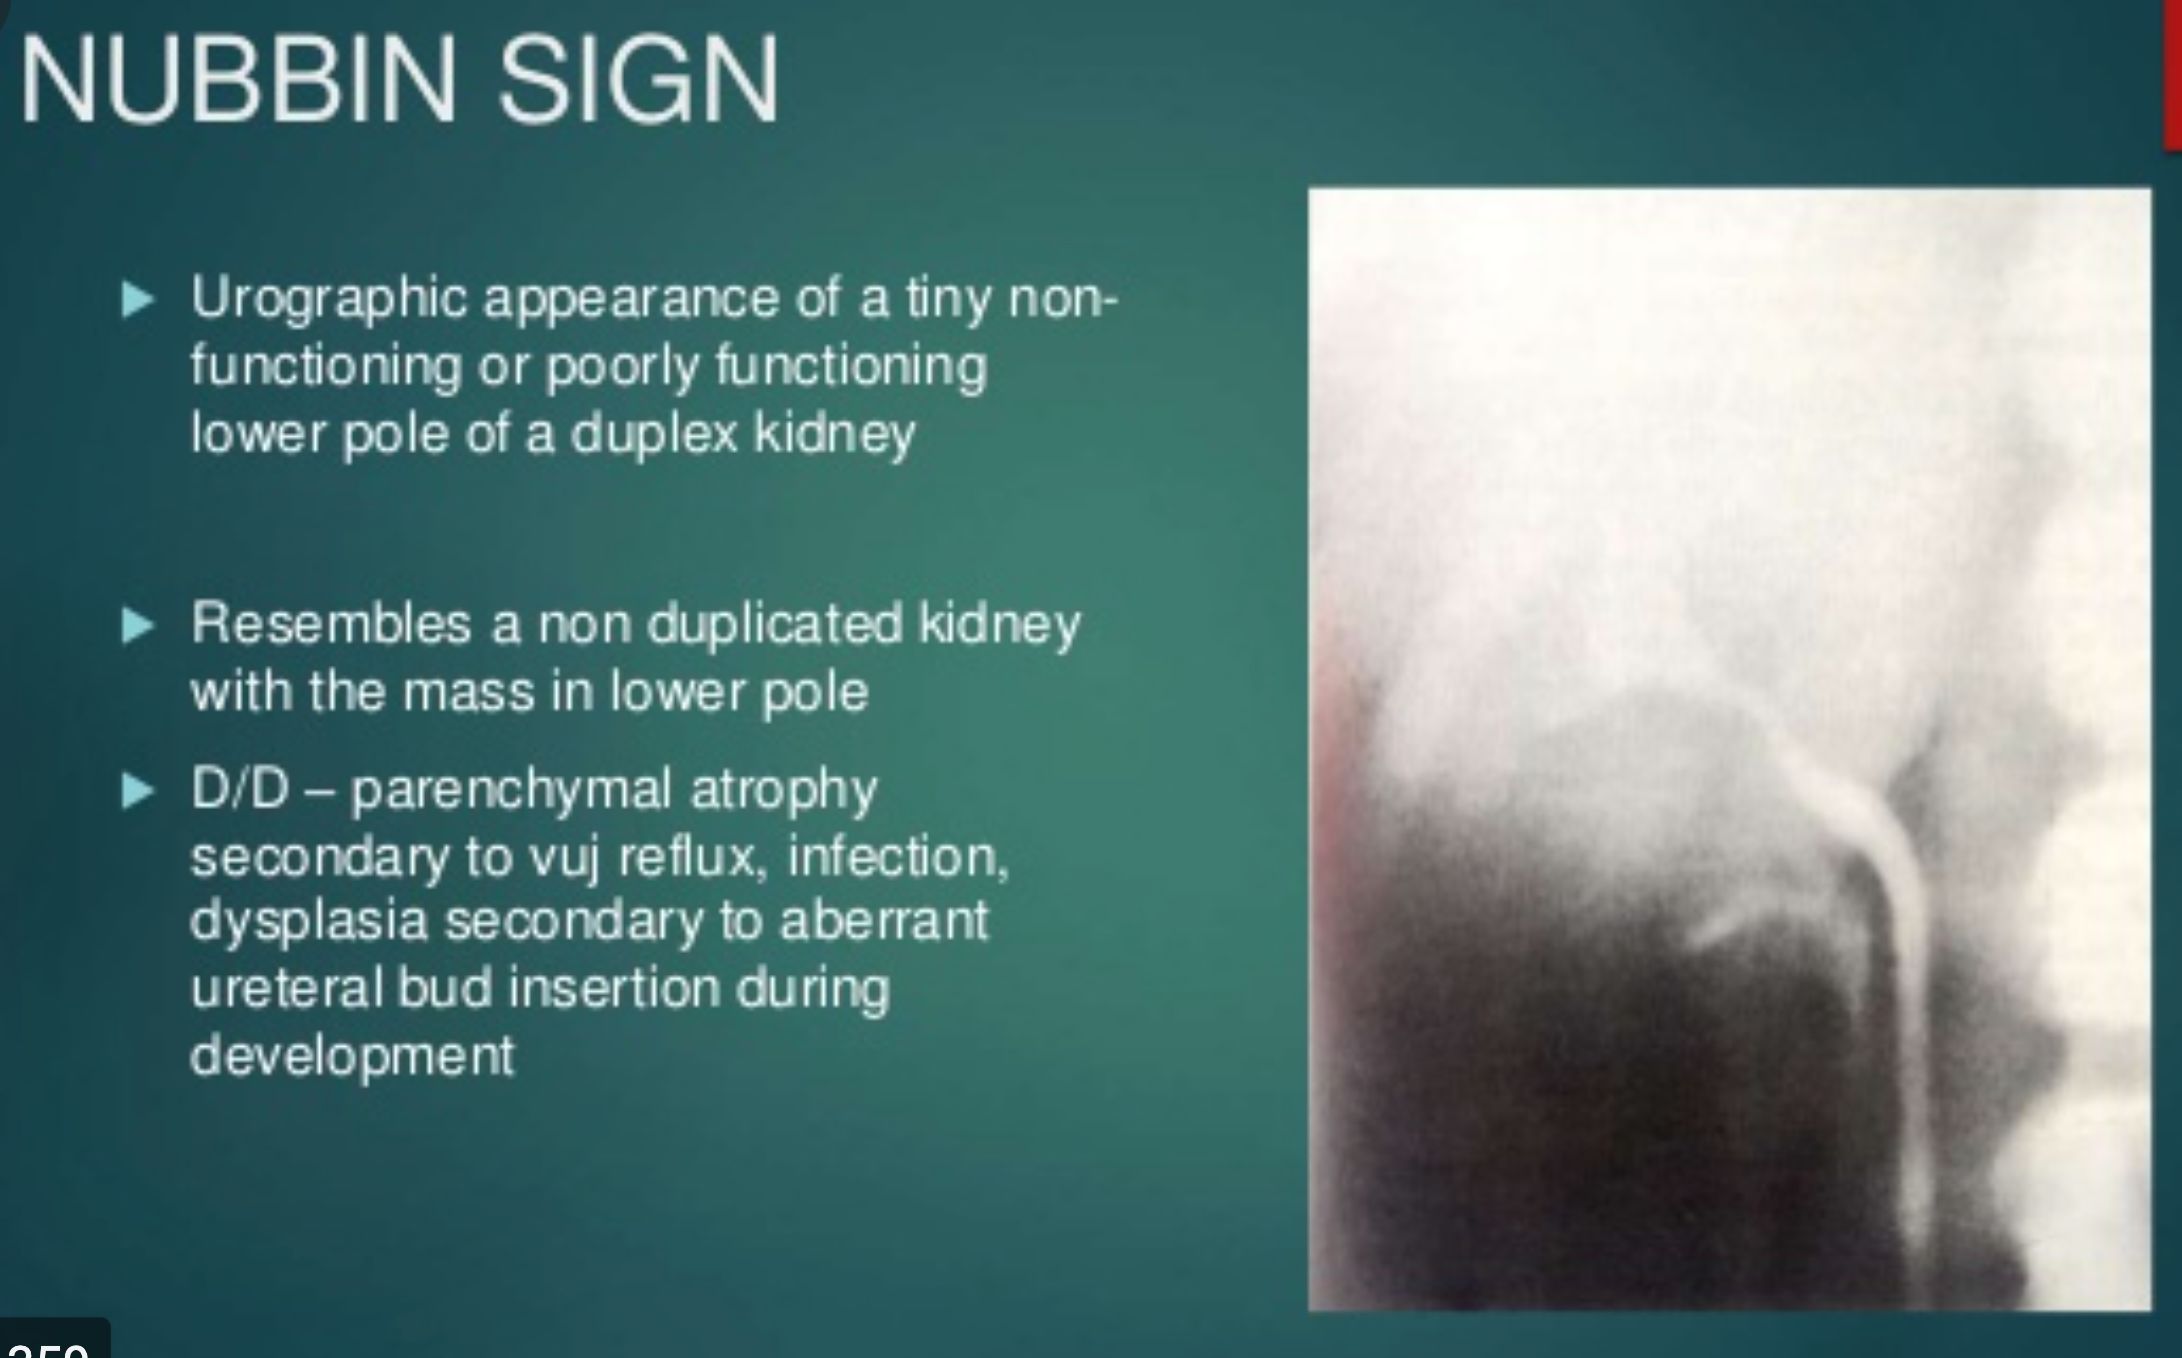 NUBBIN SIGN
Urographic appearance of a tiny non-
functioning or poorly functioning
lower pole of a duplex kidney
Resembles a non duplicated kidney
with the mass in lower pole
D/D – parenchymal atrophy
secondary to vuj reflux, infection,
dysplasia secondary to aberrant
ureteral bud insertion during
development